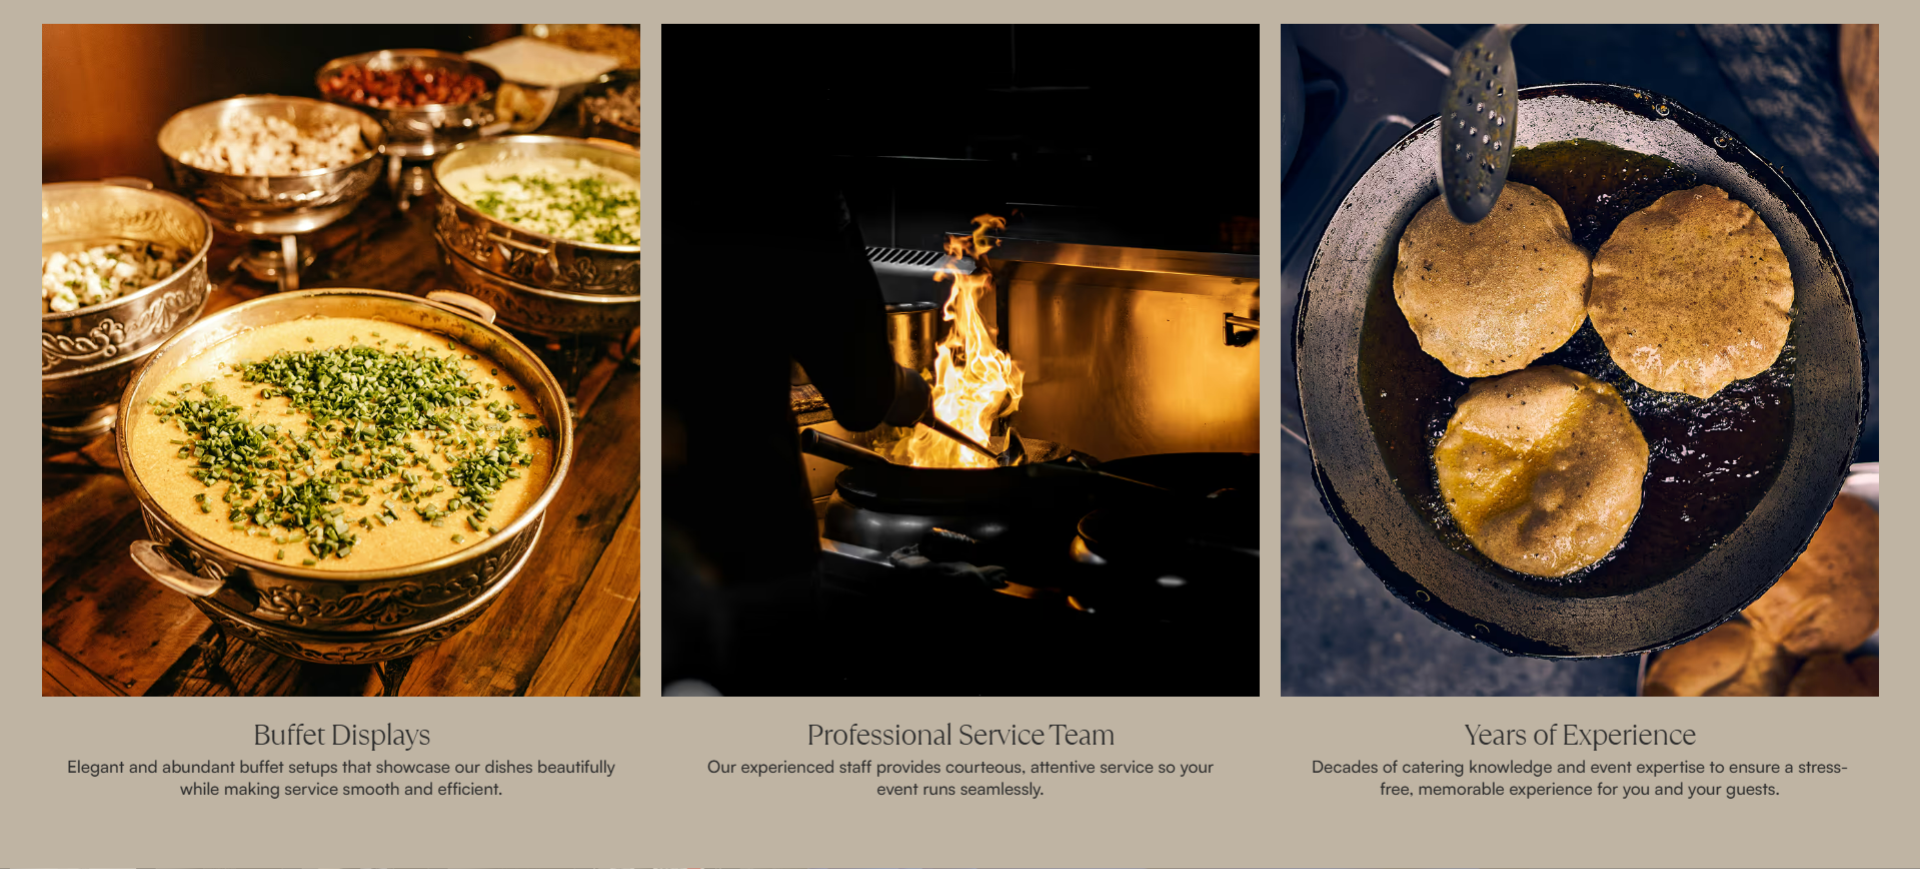 Buffet Displays
Elegant and abundant buffet setups that showcase our dishes beautifully
while making service smooth and efficient.
Professional Service Team
Our experienced staff provides courteous, attentive service so your
event runs seamlessly.
Years of Experience
Decades of catering knowledge and event expertise to ensure a stress-
free, memorable experience for you and your guests.